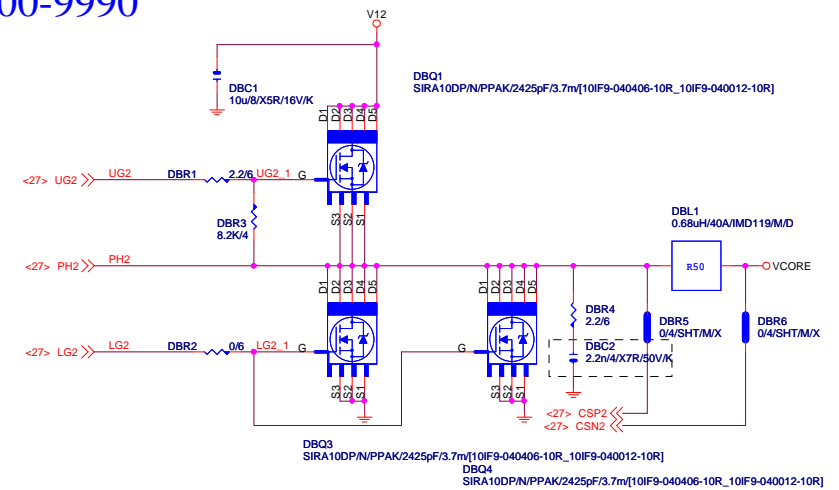 00-9990
V12
DBC1
10u/8/X5R/16V/K
DBQ1
SIRA10DP/N/PPAK/2425pF/3.7m/[10IF9-040406-10R_10IF9-040012-10R]
D1
D2
D3
D4
D5
<27> UG2
UG2
DBR1
2.2/6
UG2_1
G
S3
S2
S1
DBR3
8.2K/4
DBL1
0.68uH/40A/IMD119/M/D
R50
VCORE
<27> PH2
PH2
D1
D2
D3
D4
D5
D1
D2
D3
D4
D5
DBR4
2.2/6
DBR5
0/4/SHT/M/X
DBR6
0/4/SHT/M/X
<27> LG2
LG2
DBR2
0/6
LG2_1
G
G
DBC2
2.2n/4/X7R/50V/K
S3
S2
S1
S3
S2
S1
<27> CSP2
<27> CSN2
DBQ3
SIRA10DP/N/PPAK/2425pF/3.7m/[10IF9-040406-10R_10IF9-040012-10R]
DBQ4
SIRA10DP/N/PPAK/2425pF/3.7m/[10IF9-040406-10R_10IF9-040012-10R]